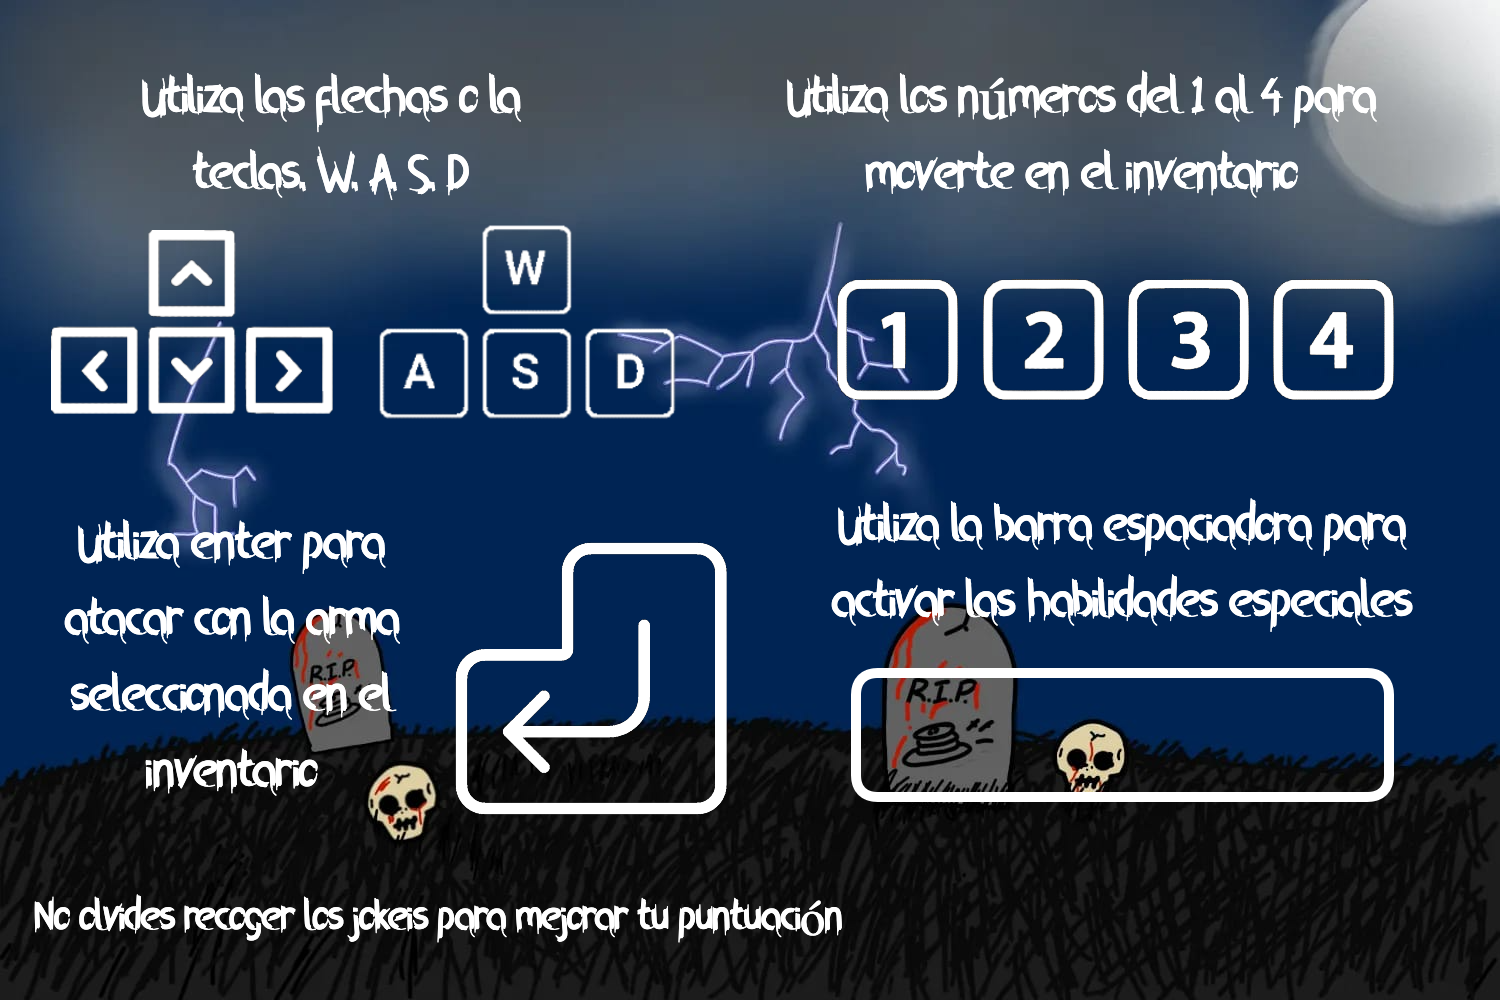 Utiliza las flechas o la
teclas, W, A, S, D
W
A S D
Utiliza los números del 1 al 4 para
moverte en el inventario
1 2 3 4
Utiliza enter para
atacar con la arma
seleccionada en el
inventario
R.I.P.
Utiliza la barra espaciadora para
activar las habilidades especiales
R.I.P.
No olvides recoger los jokeis para mejorar tu puntuación